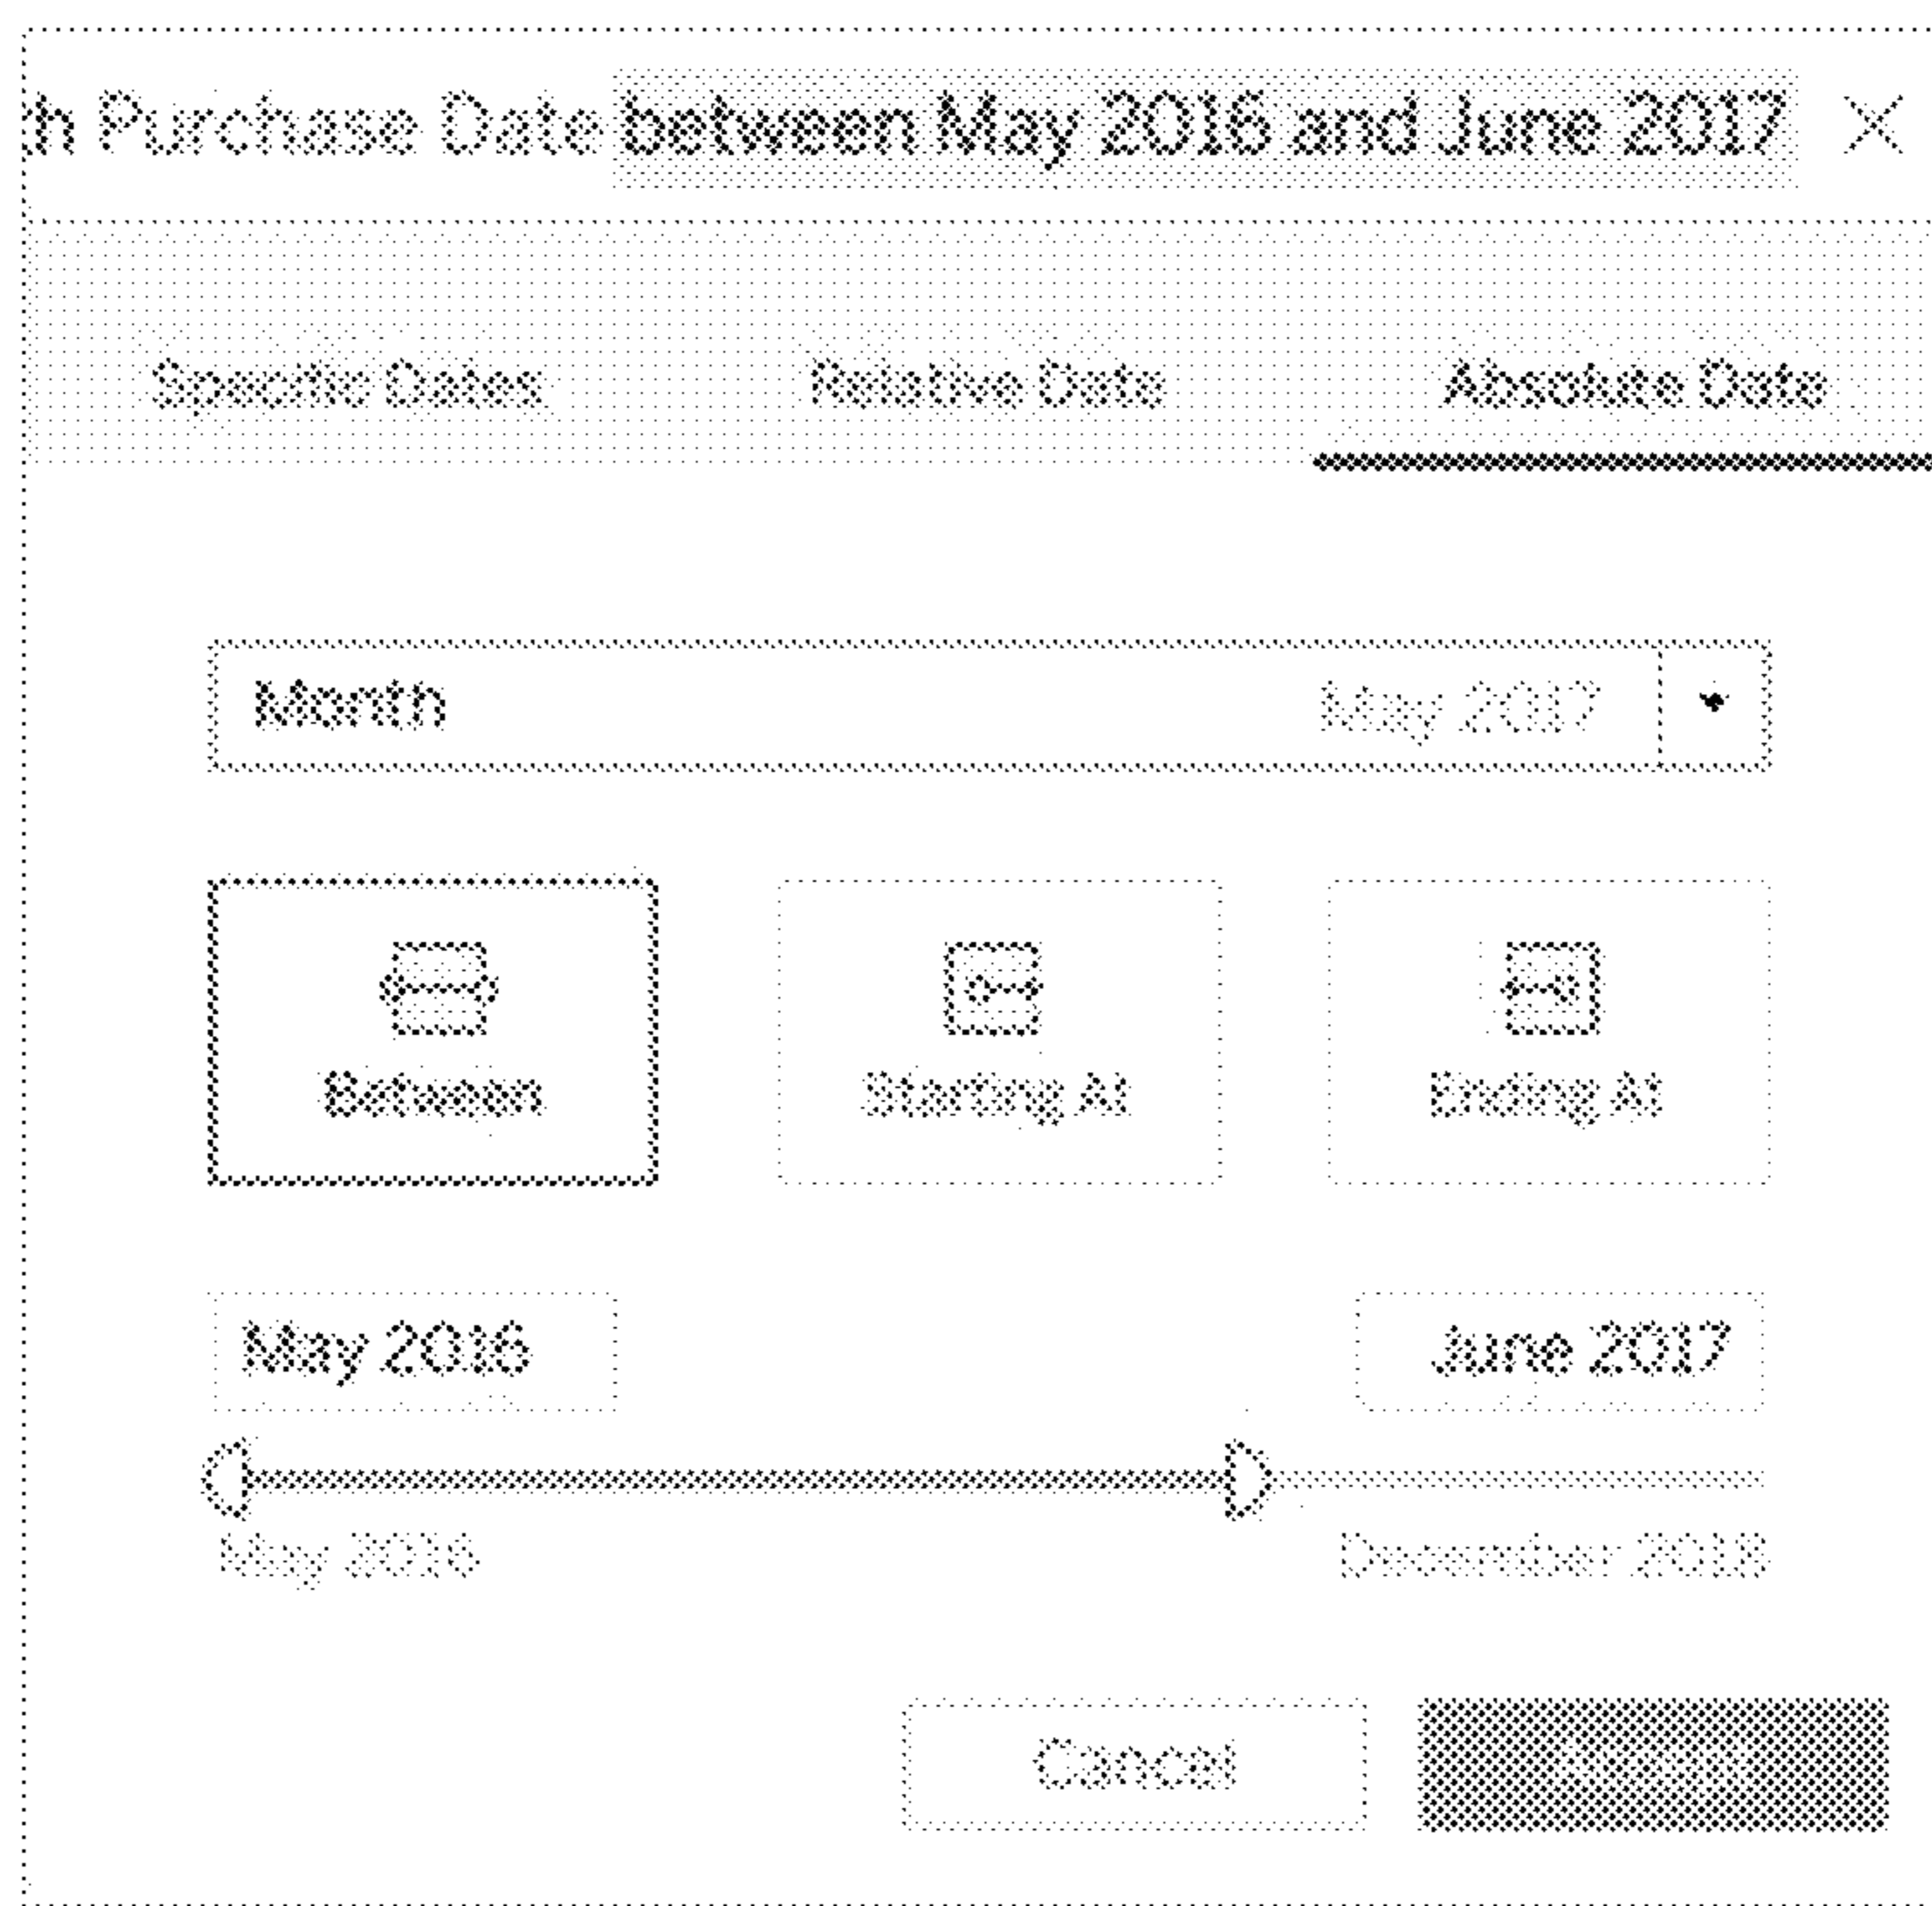 h Purchase Date between May 2016 and June 2017
Specific Dates Relative Date Absolute Date
Month May 2017
Between Starting At Ending At
May 2016 June 2017
May 2016 December 2018
Cancel